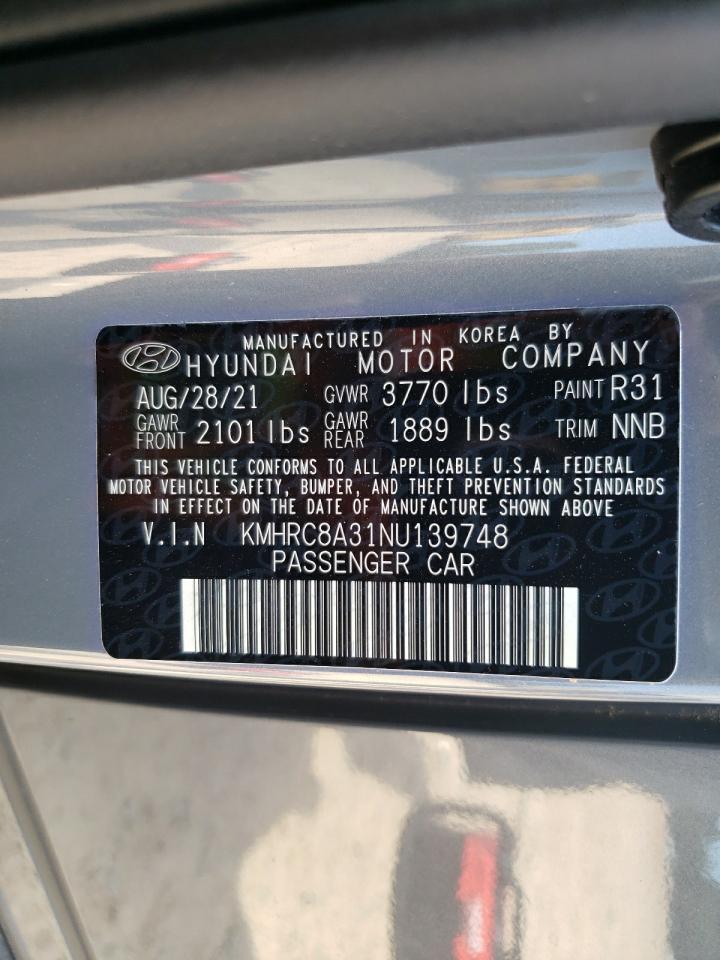 MANUFACTURED IN KOREA BY
HYUNDAI MOTOR COMPANY
AUG/28/21 GVWR 3770 lbs PAINT R31
GAWR FRONT 2101 lbs GAWR REAR 1889 lbs TRIM NNB
THIS VEHICLE CONFORMS TO ALL APPLICABLE U.S.A. FEDERAL
MOTOR VEHICLE SAFETY, BUMPER, AND THEFT PREVENTION STANDARDS
IN EFFECT ON THE DATE OF MANUFACTURE SHOWN ABOVE
V.I.N KMHRC8A31NU139748
PASSENGER CAR